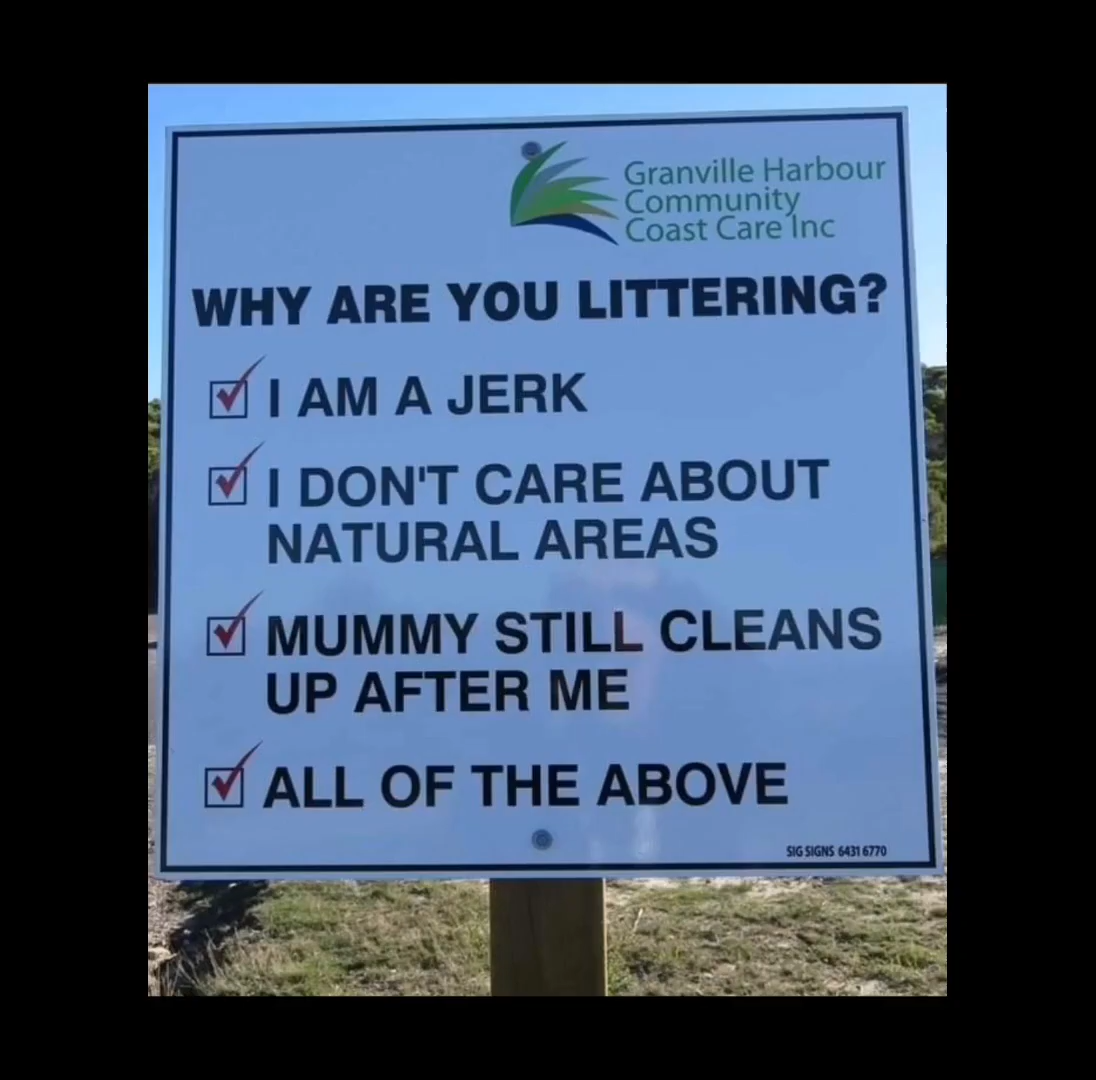 Granville Harbour
Community
Coast Care Inc
WHY ARE YOU LITTERING?
I AM A JERK
I DON'T CARE ABOUT
NATURAL AREAS
MUMMY STILL CLEANS
UP AFTER ME
ALL OF THE ABOVE
SIG SIGNS 6431 6770